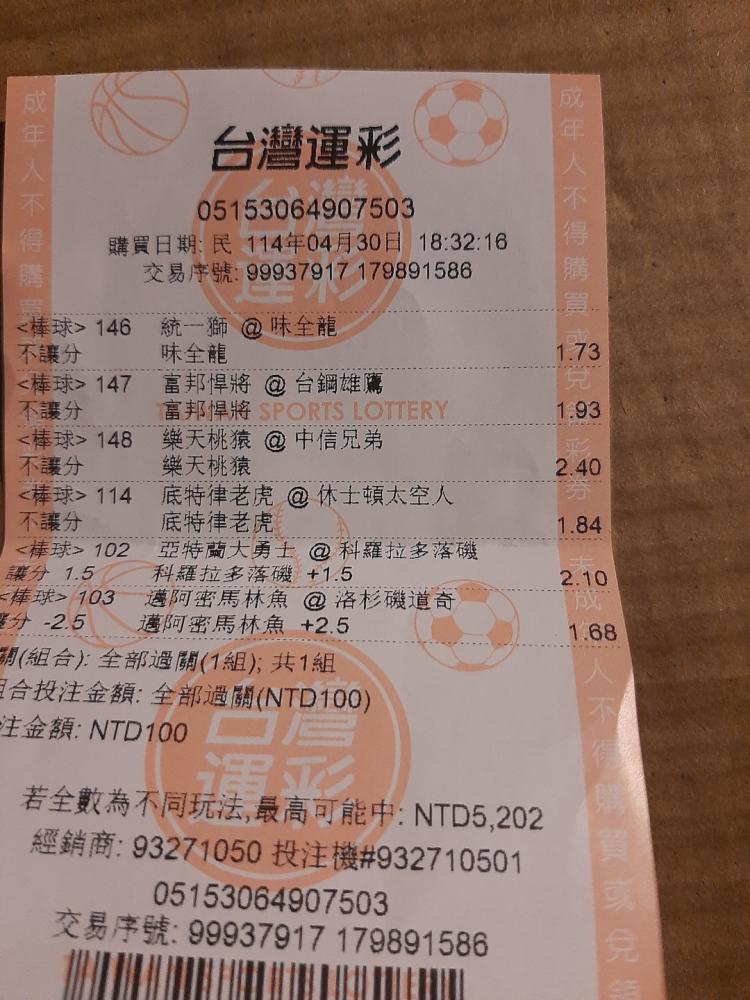 台灣運彩
05153064907503
購買日期: 民 114年04月30日 18:32:16
交易序號: 99937917 179891586
<棒球> 146 統一獅 @ 味全龍
不讓分 味全龍 1.73
<棒球> 147 富邦悍將 @ 台鋼雄鷹
不讓分 富邦悍將 1.93
SPORTS LOTTERY
<棒球> 148 樂天桃猿 @ 中信兄弟
不讓分 樂天桃猿 2.40
<棒球> 114 底特律老虎 @ 休士頓太空人
不讓分 底特律老虎 1.84
<棒球> 102 亞特蘭大勇士 @ 科羅拉多落磯
讓分 1.5 科羅拉多落磯 +1.5 2.10
<棒球> 103 邁阿密馬林魚 @ 洛杉磯道奇
分 -2.5 邁阿密馬林魚 +2.5 1.68
關(組合): 全部過關(1組); 共1組
合投注金額: 全部過關(NTD100)
注金額: NTD100
若全數為不同玩法,最高可能中: NTD5,202
經銷商: 93271050 投注機#932710501
05153064907503
交易序號: 99937917 179891586
成年人不得購買
成年人不得購買或兌
彩券
未成
人不得購買或兌
台灣運彩
台灣運彩